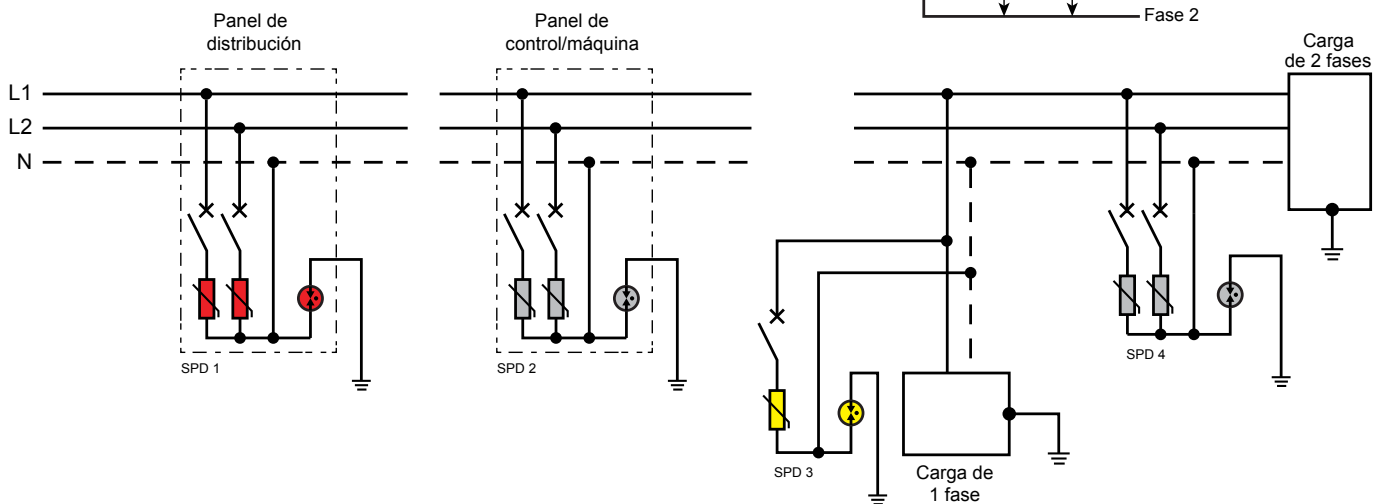 Fase 2
Panel de
distribución
Panel de
control/máquina
Carga
de 2 fases
L1
L2
N
SPD 1
SPD 2
SPD 3
SPD 4
Carga de
1 fase